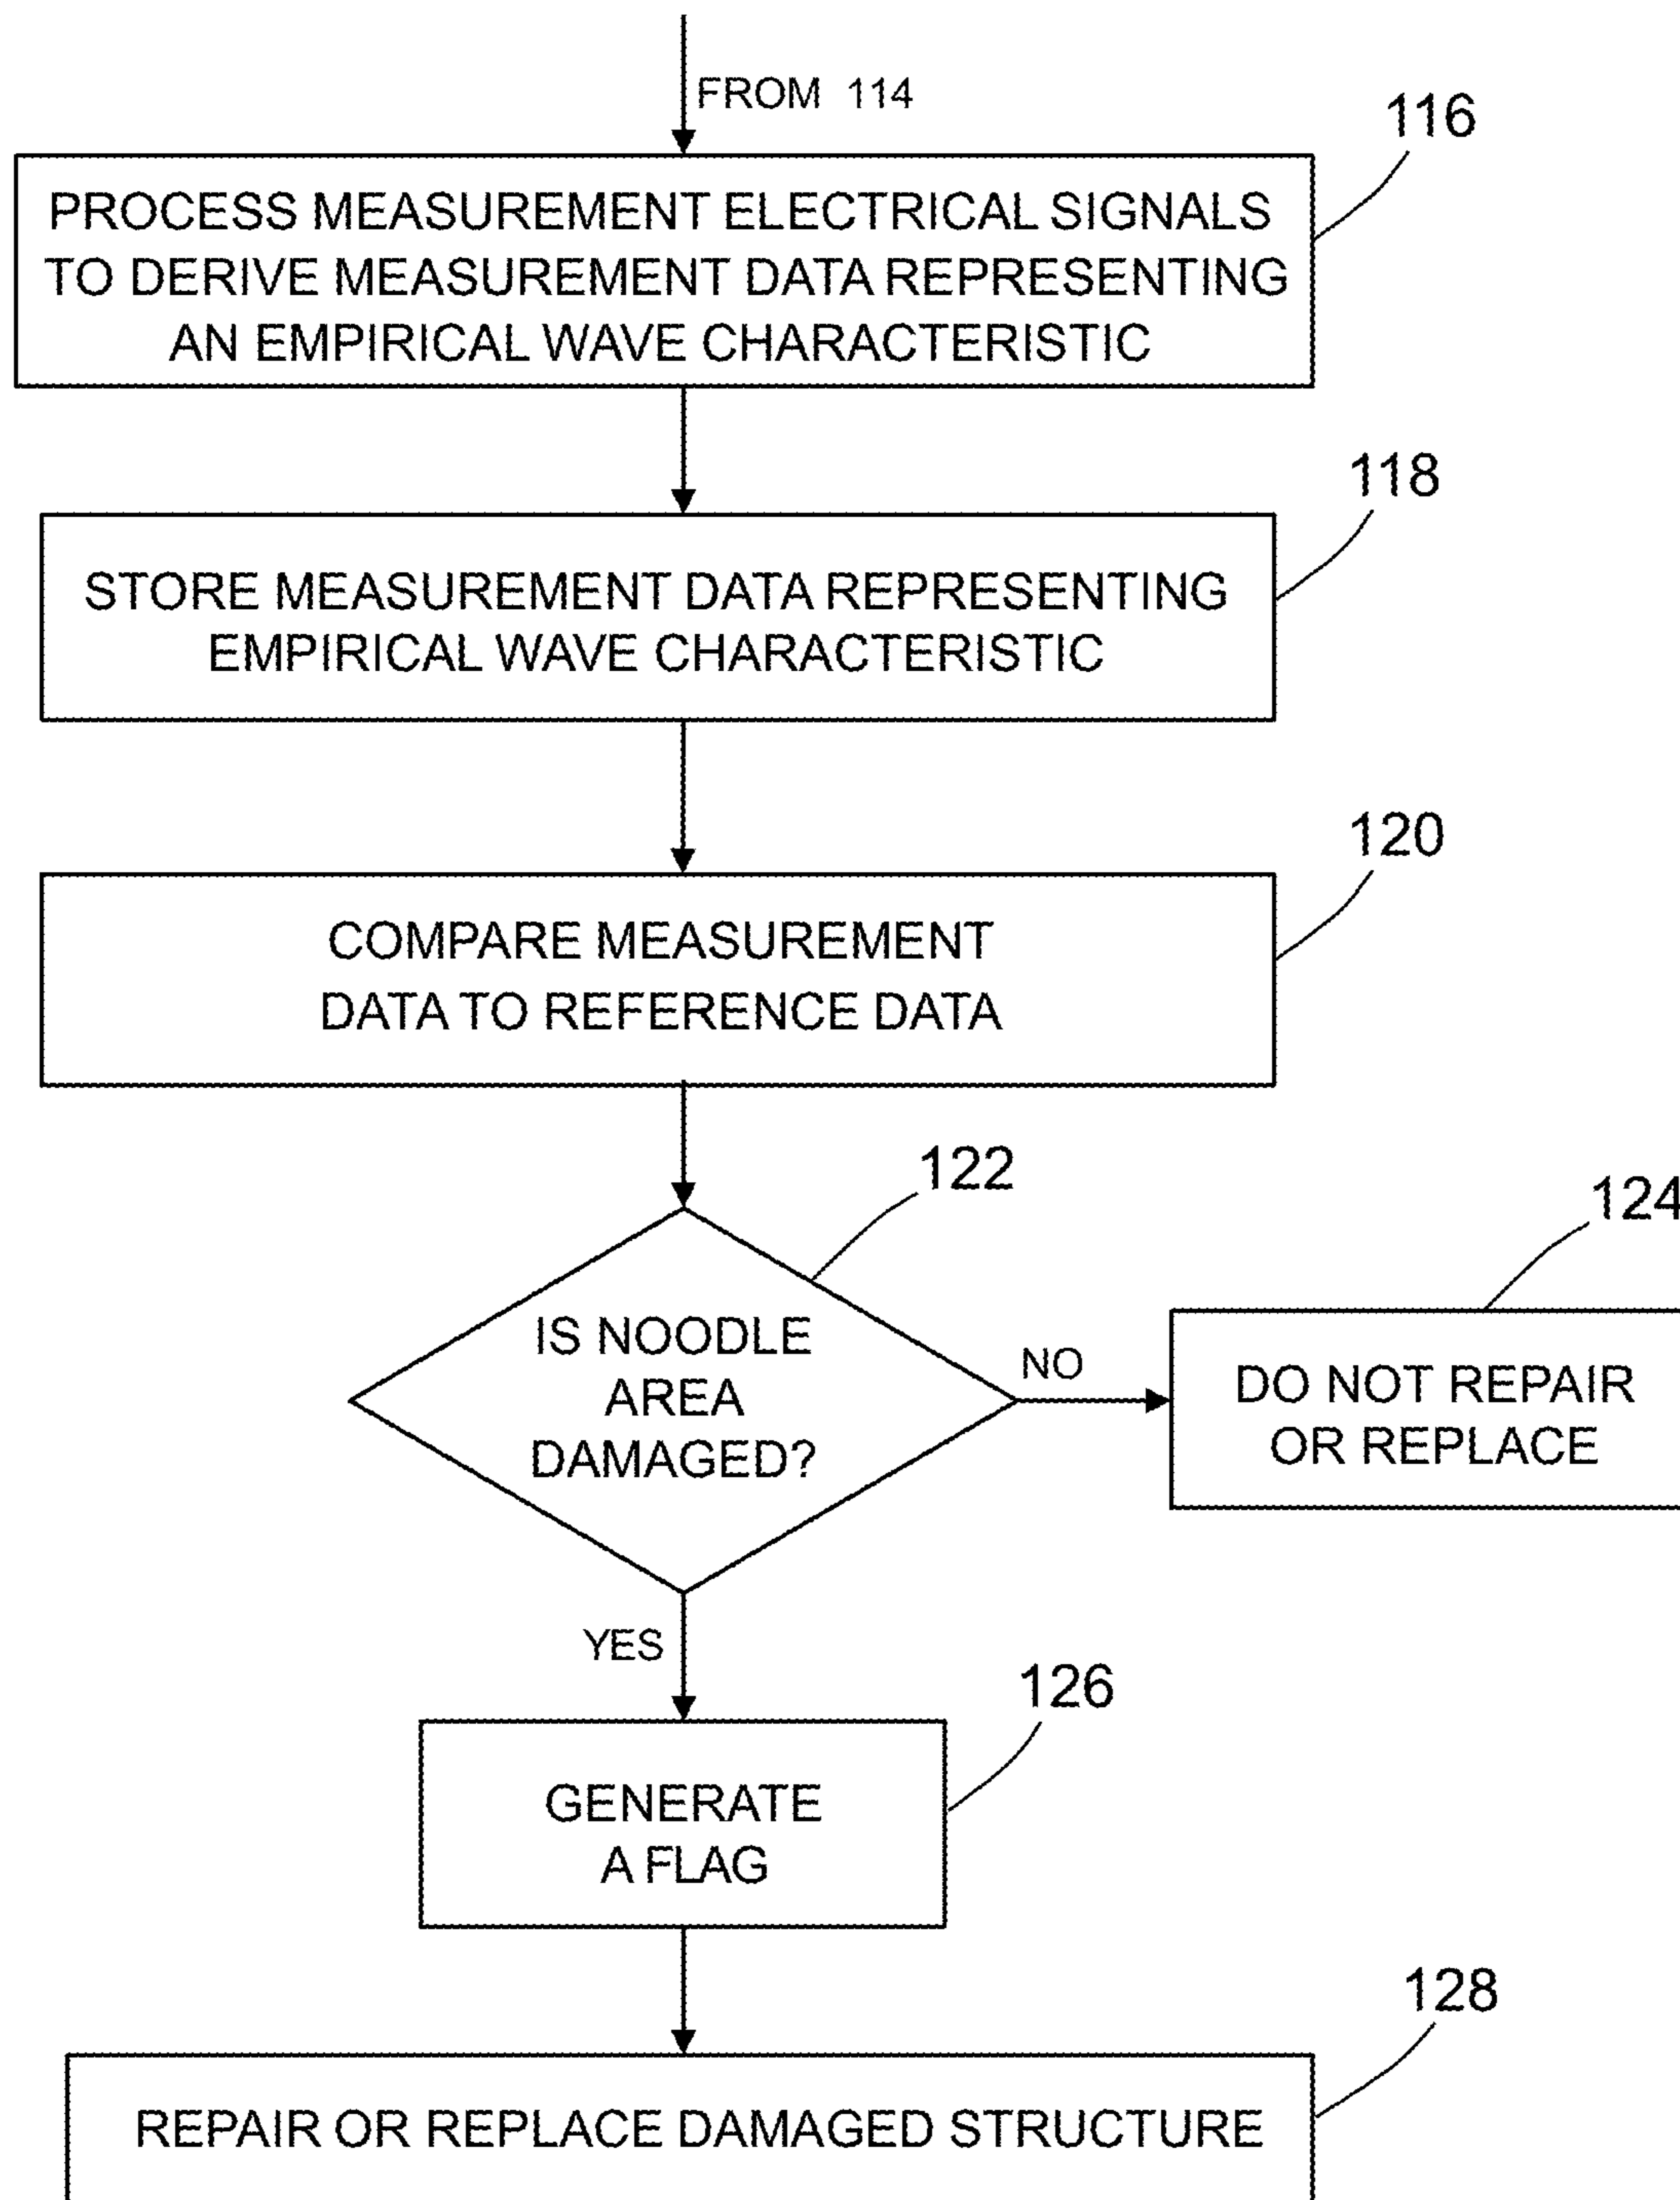 FROM 114
116
PROCESS MEASUREMENT ELECTRICAL SIGNALS
TO DERIVE MEASUREMENT DATA REPRESENTING
AN EMPIRICAL WAVE CHARACTERISTIC
118
STORE MEASUREMENT DATA REPRESENTING
EMPIRICAL WAVE CHARACTERISTIC
120
COMPARE MEASUREMENT
DATA TO REFERENCE DATA
122
124
IS NOODLE
AREA
DAMAGED?
NO
DO NOT REPAIR
OR REPLACE
YES
126
GENERATE
A FLAG
128
REPAIR OR REPLACE DAMAGED STRUCTURE